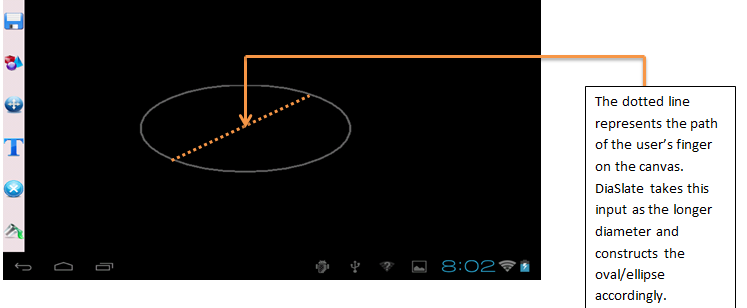 The dotted line
represents the path
of the user's finger
on the canvas.
DiaSlate takes this
input as the longer
diameter and
constructs the
oval/ellipse
accordingly.
T
8:02